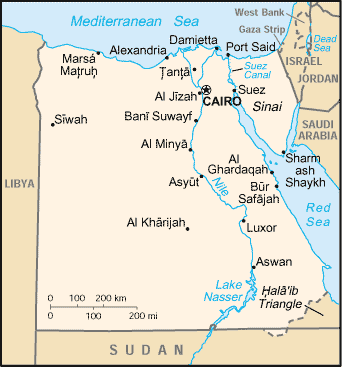 Mediterranean Sea
West Bank
Gaza Strip
Dead
Sea
Damietta
Alexandria
Port Said
Marsá
Maţrūḩ
Ţanţā
Suez
Canal
ISRAEL
JORDAN
Al Jīzah
CAIRO
Suez
Sinai
Sīwah
Banī Suwayf
SAUDI
ARABIA
Al Minyā
Sharm
ash
Shaykh
Al
Ghardaqah
LIBYA
Asyūţ
Nile
Būr
Safājah
Red
Sea
Al Khārijah
Luxor
Aswan
Lake
Nasser
Ḩalā'ib
Triangle
0 100 200 km
0 100 200 mi
SUDAN